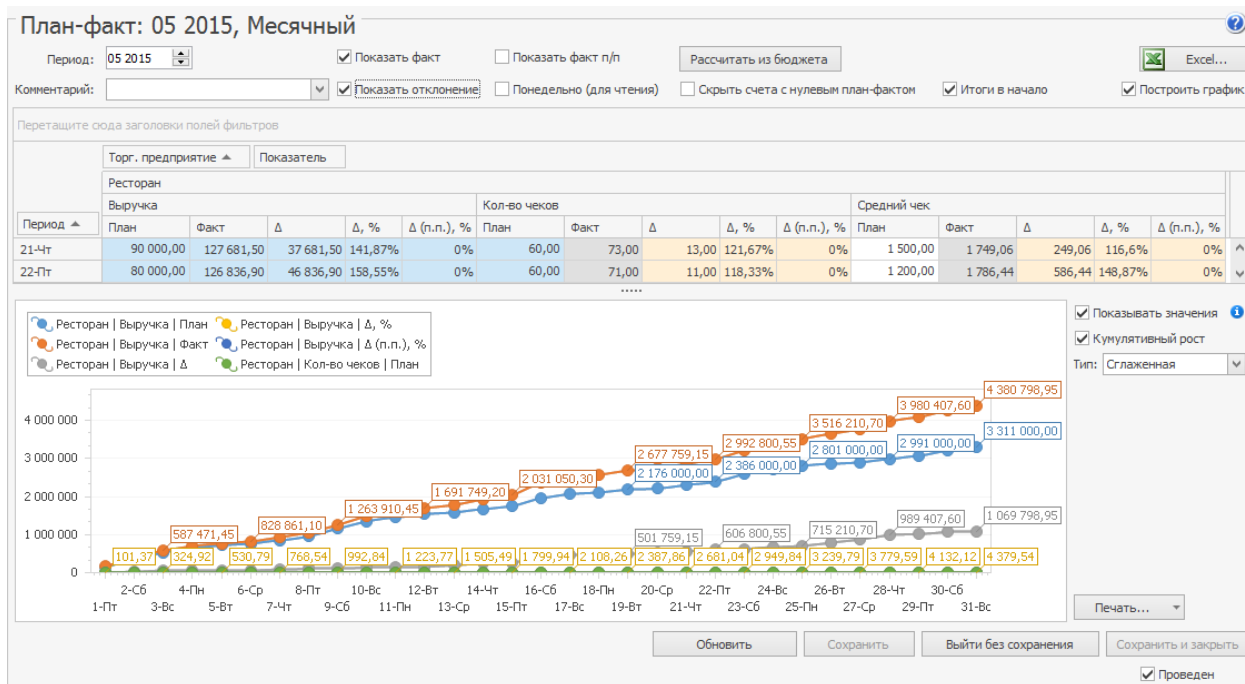 План-факт: 05 2015, Месячный
Период: 05 2015 Показать факт Показать факт п/п Рассчитать из бюджета Excel...
Комментарий: Показать отклонение Понедельно (для чтения) Скрыть счета с нулевым план-фактом Итоги в начало Построить график
Перетащите сюда заголовки полей фильтров
Торг. предприятие Показатель
Ресторан
Выручка Кол-во чеков Средний чек
Период План Факт Δ Δ, % Δ (п.п.), % План Факт Δ Δ, % Δ (п.п.), % План Факт Δ Δ, % Δ (п.п.), %
21-Чт 90 000,00 127 681,50 37 681,50 141,87% 0% 60,00 73,00 13,00 121,67% 0% 1 500,00 1 749,06 249,06 116,6% 0%
22-Пт 80 000,00 126 836,90 46 836,90 158,55% 0% 60,00 71,00 11,00 118,33% 0% 1 200,00 1 786,44 586,44 148,87% 0%
Ресторан | Выручка | План Ресторан | Выручка | Δ, %
Ресторан | Выручка | Факт Ресторан | Выручка | Δ (п.п.), %
Ресторан | Выручка | Δ Ресторан | Кол-во чеков | План
Показывать значения
Кумулятивный рост
Тип: Сглаженная
4 000 000
3 000 000
2 000 000
1 000 000
0
587 471,45 828 861,10 1 263 910,45 1 691 749,20 2 031 050,30 2 677 759,15 2 992 800,55 3 516 210,70 3 980 407,60 4 380 798,95
2 176 000,00 2 386 000,00 2 801 000,00 2 991 000,00 3 311 000,00
501 759,15 606 800,55 715 210,70 989 407,60 1 069 798,95
101,37 324,92 530,79 768,54 992,84 1 223,77 1 505,49 1 799,94 2 108,26 2 387,86 2 681,04 2 949,84 3 239,79 3 779,59 4 132,12 4 379,54
2-Сб 4-Пн 6-Ср 8-Пт 10-Вс 12-Вт 14-Чт 16-Сб 18-Пн 20-Ср 22-Пт 24-Вс 26-Вт 28-Чт 30-Сб
1-Пт 3-Вс 5-Вт 7-Чт 9-Сб 11-Пн 13-Ср 15-Пт 17-Вс 19-Вт 21-Чт 23-Сб 25-Пн 27-Ср 29-Пт 31-Вс
Печать...
Обновить Сохранить Выйти без сохранения Сохранить и закрыть
Проведен